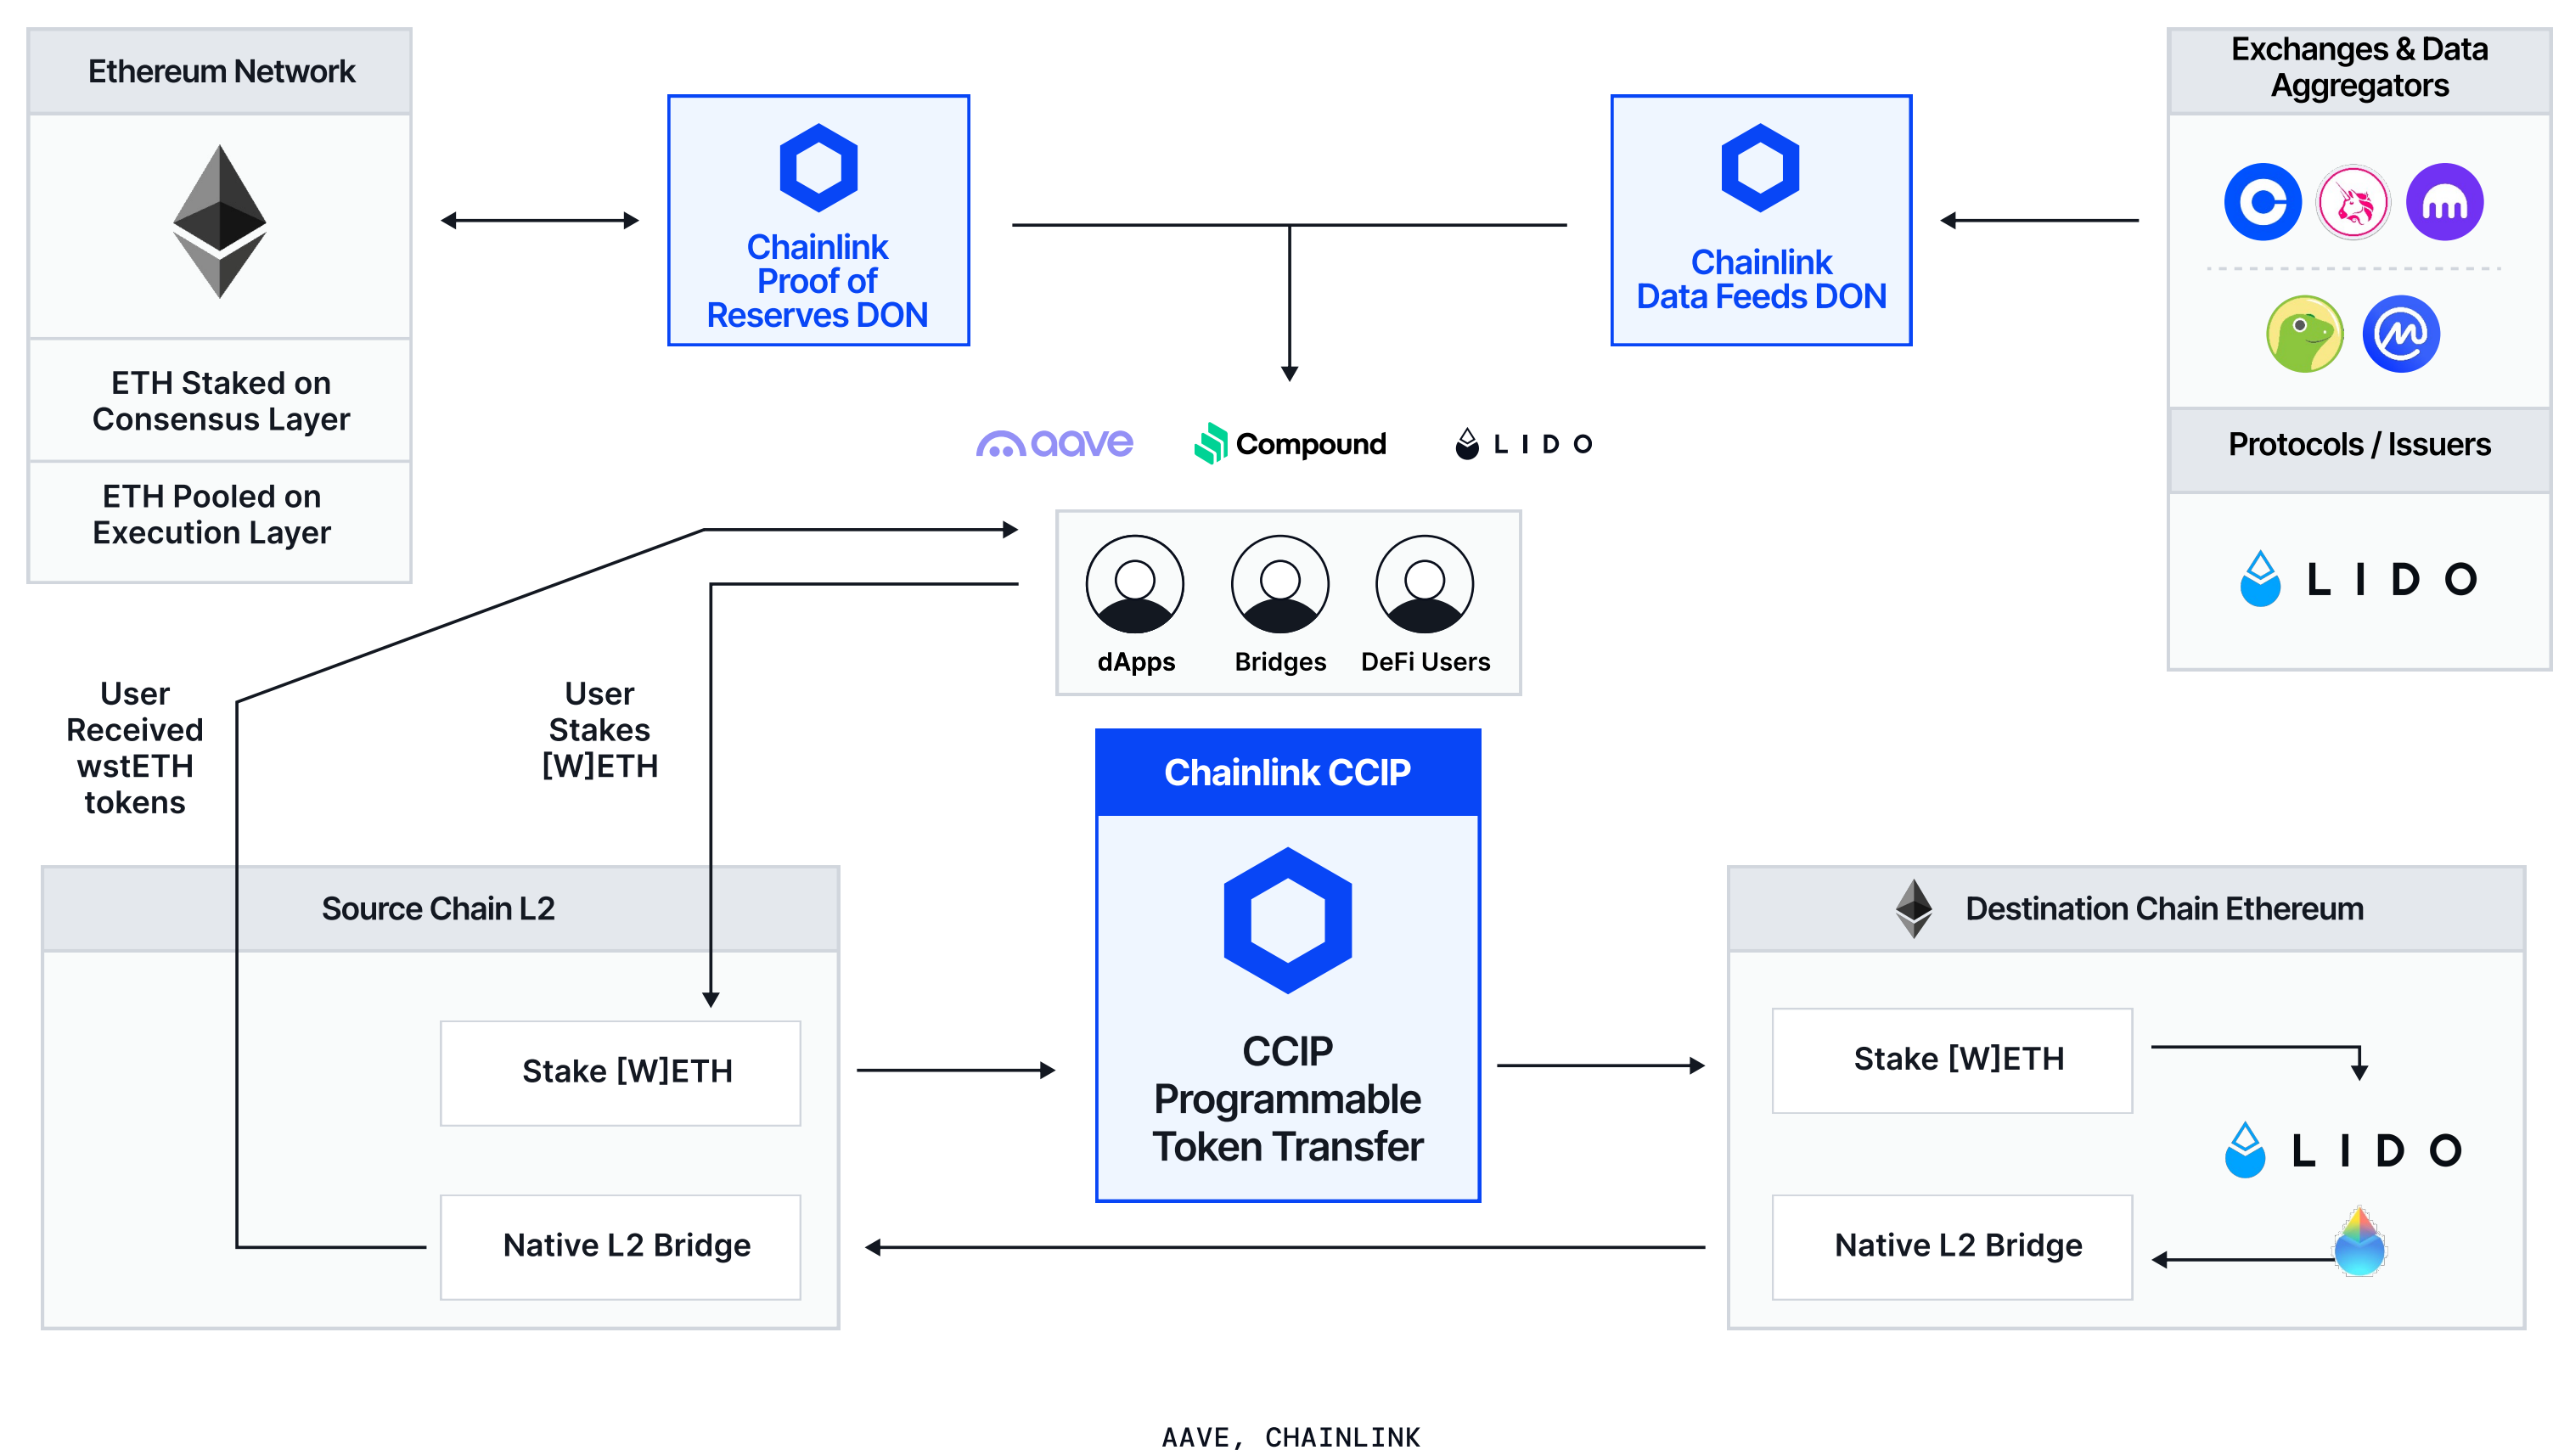 Ethereum Network
ETH Staked on
Consensus Layer
ETH Pooled on
Execution Layer
Chainlink
Proof of
Reserves DON
Chainlink
Data Feeds DON
Exchanges & Data
Aggregators
Protocols / Issuers
LIDO
aave
Compound
LIDO
dApps
Bridges
DeFi Users
User
Received
wstETH
tokens
User
Stakes
[W]ETH
Source Chain L2
Stake [W]ETH
Native L2 Bridge
Chainlink CCIP
CCIP
Programmable
Token Transfer
Destination Chain Ethereum
Stake [W]ETH
LIDO
Native L2 Bridge
AAVE, CHAINLINK